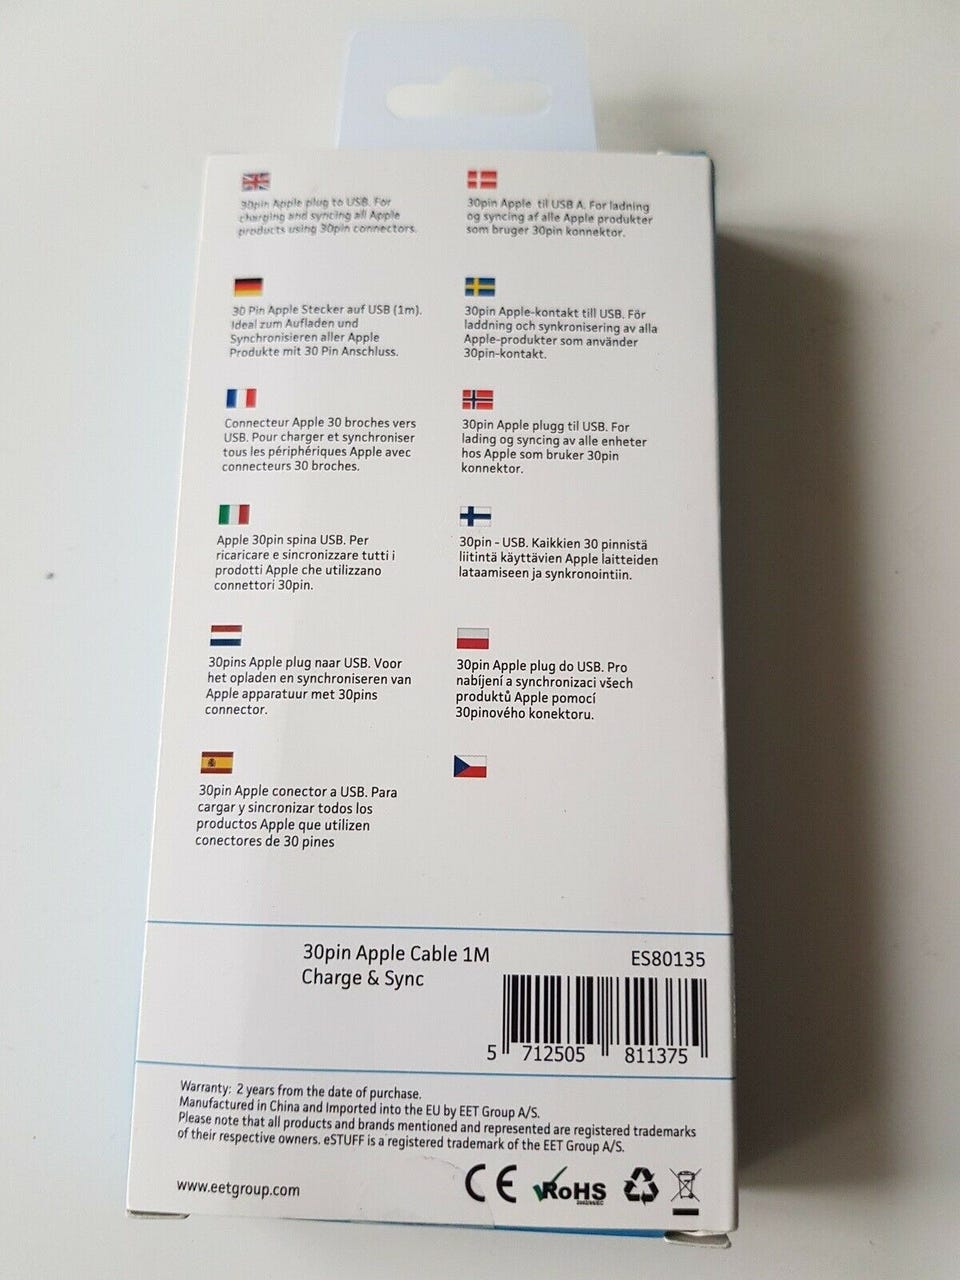 30pin Apple plug to USB. For
charging and syncing all Apple
products using 30pin connectors.
30 Pin Apple Stecker auf USB (1m).
Ideal zum Aufladen und
Synchronisieren aller Apple
Produkte mit 30 Pin Anschluss.
Connecteur Apple 30 broches vers
USB. Pour charger et synchroniser
tous les périphériques Apple avec
connecteurs 30 broches.
Apple 30pin spina USB. Per
ricaricare e sincronizzare tutti i
prodotti Apple che utilizzano
connettori 30pin.
30pins Apple plug naar USB. Voor
het opladen en synchroniseren van
Apple apparatuur met 30pins
connector.
30pin Apple conector a USB. Para
cargar y sincronizar todos los
productos Apple que utilizen
conectores de 30 pines
30pin Apple til USB A. For ladning
og syncing af alle Apple produkter
som bruger 30pin konnektor.
30pin Apple-kontakt till USB. För
laddning och synkronisering av alla
Apple-produkter som använder
30pin-kontakt.
30pin Apple plugg til USB. For
lading og syncing av alle enheter
hos Apple som bruker 30pin
konnektor.
30pin - USB. Kaikkien 30 pinnistä
liitintä käyttävien Apple laitteiden
lataamiseen ja synkronointiin.
30pin Apple plug do USB. Pro
nabíjení a synchronizaci všech
produktů Apple pomocí
30pinového konektoru.
30pin Apple Cable 1M
Charge & Sync
ES80135
5 712505 811375
Warranty: 2 years from the date of purchase.
Manufactured in China and Imported into the EU by EET Group A/S.
Please note that all products and brands mentioned and represented are registered trademarks
of their respective owners. eSTUFF is a registered trademark of the EET Group A/S.
www.eetgroup.com
CE
RoHS